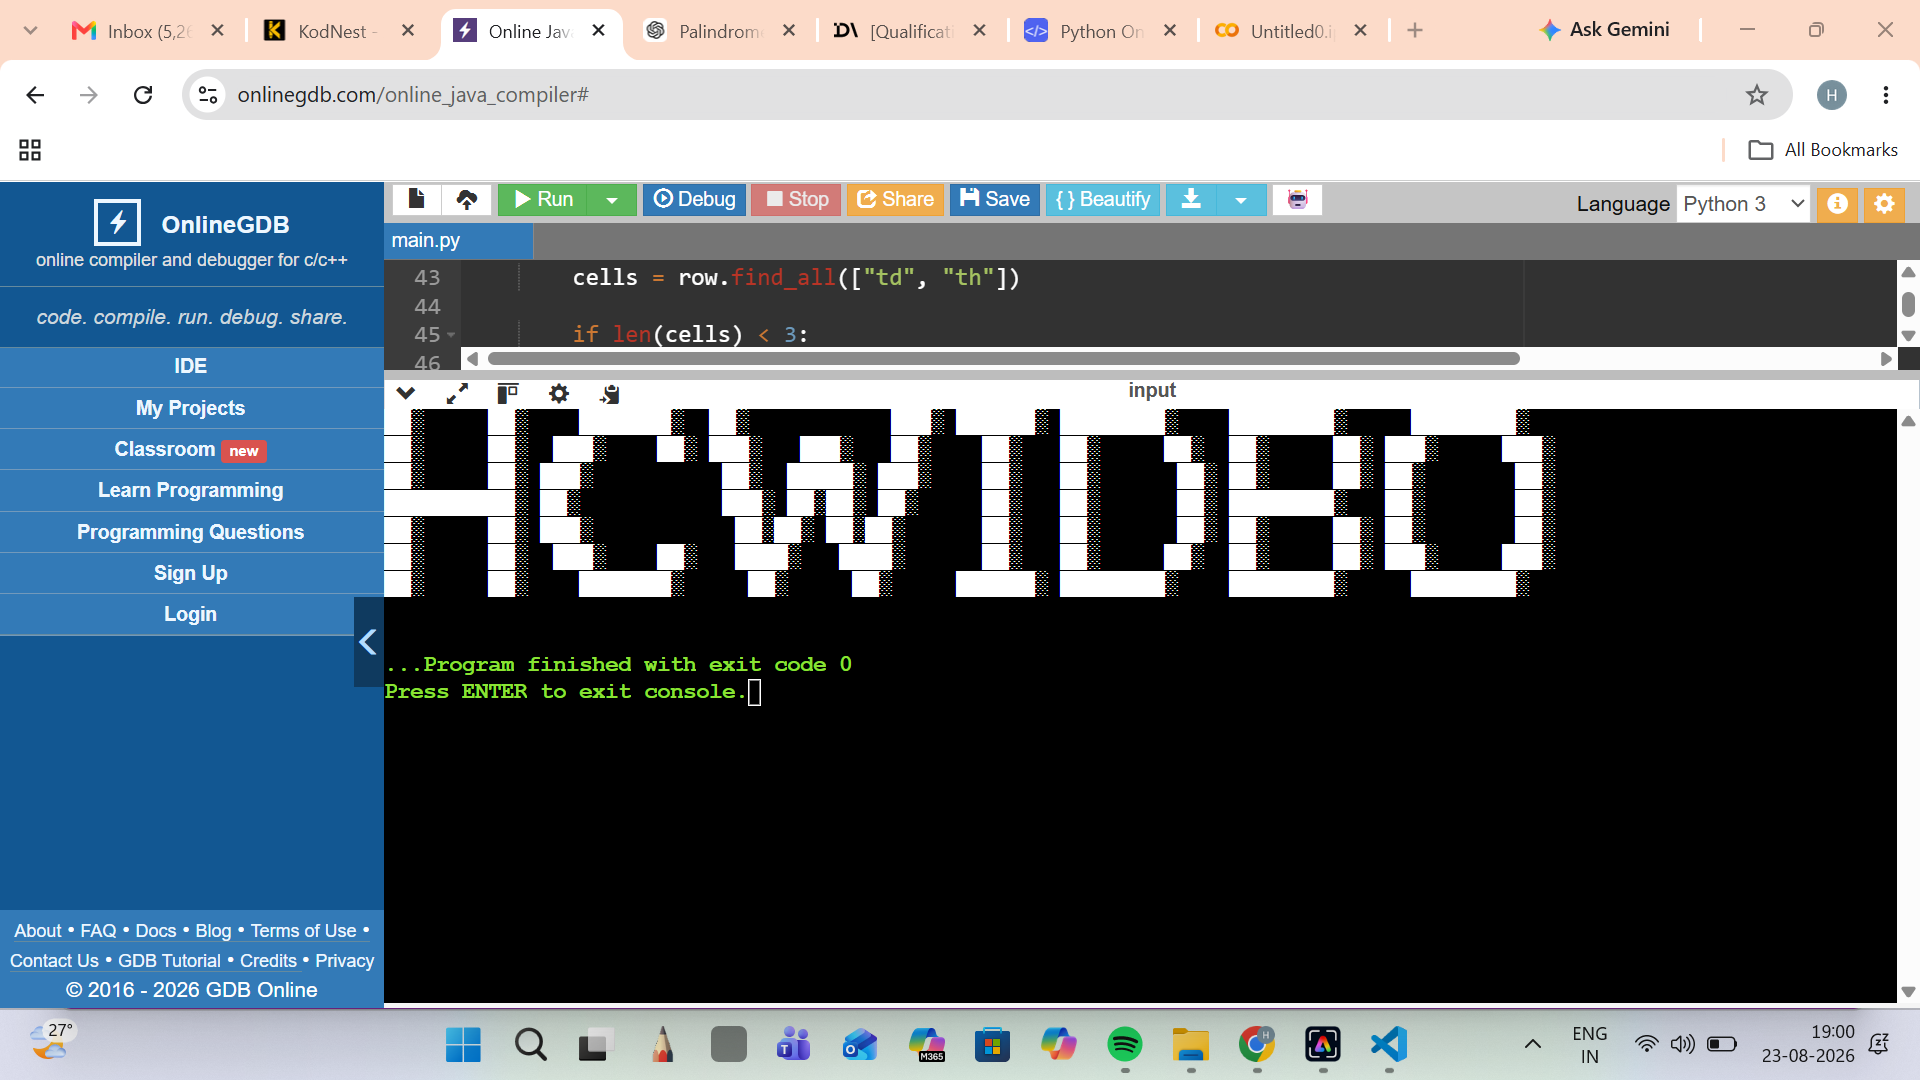 Inbox (5,26
KodNest -
Online Java
Palindrome
[Qualificati
Python On
Untitled0.i
Ask Gemini
onlinegdb.com/online_java_compiler#
H
All Bookmarks
OnlineGDB
online compiler and debugger for c/c++
code. compile. run. debug. share.
IDE
My Projects
Classroom new
Learn Programming
Programming Questions
Sign Up
Login
About • FAQ • Docs • Blog • Terms of Use •
Contact Us • GDB Tutorial • Credits • Privacy
© 2016 - 2026 GDB Online
Run
Debug
Stop
Share
Save
{ } Beautify
Language Python 3
main.py
43 cells = row.find_all(["td", "th"])
44
45 if len(cells) < 3:
46
input
HCWIDBO
...Program finished with exit code 0
Press ENTER to exit console.
27°
M365
ENG
IN
19:00
23-08-2026